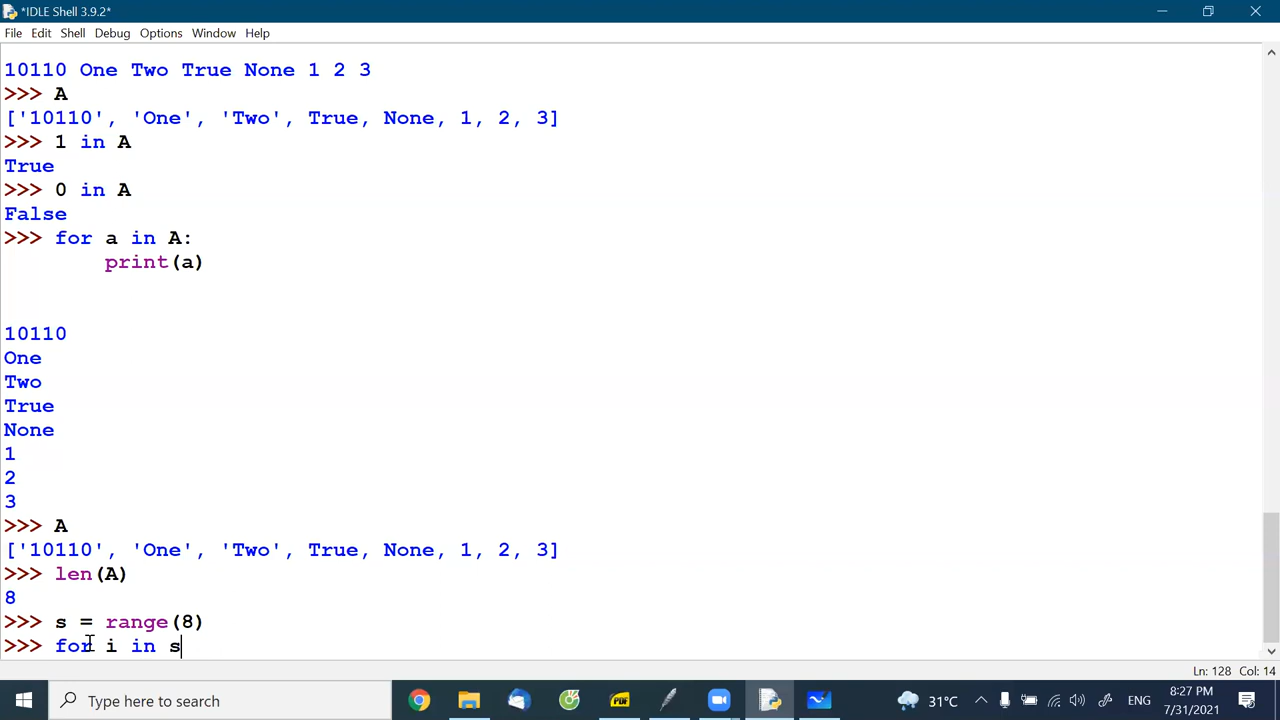 *IDLE Shell 3.9.2*
File Edit Shell Debug Options Window Help
10110 One Two True None 1 2 3
>>> A
['10110', 'One', 'Two', True, None, 1, 2, 3]
>>> 1 in A
True
>>> 0 in A
False
>>> for a in A:
print(a)
10110
One
Two
True
None
1
2
3
>>> A
['10110', 'One', 'Two', True, None, 1, 2, 3]
>>> len(A)
8
>>> s = range(8)
>>> for i in s
Ln: 128 Col: 14
Type here to search
PDF
31°C
ENG
8:27 PM
7/31/2021